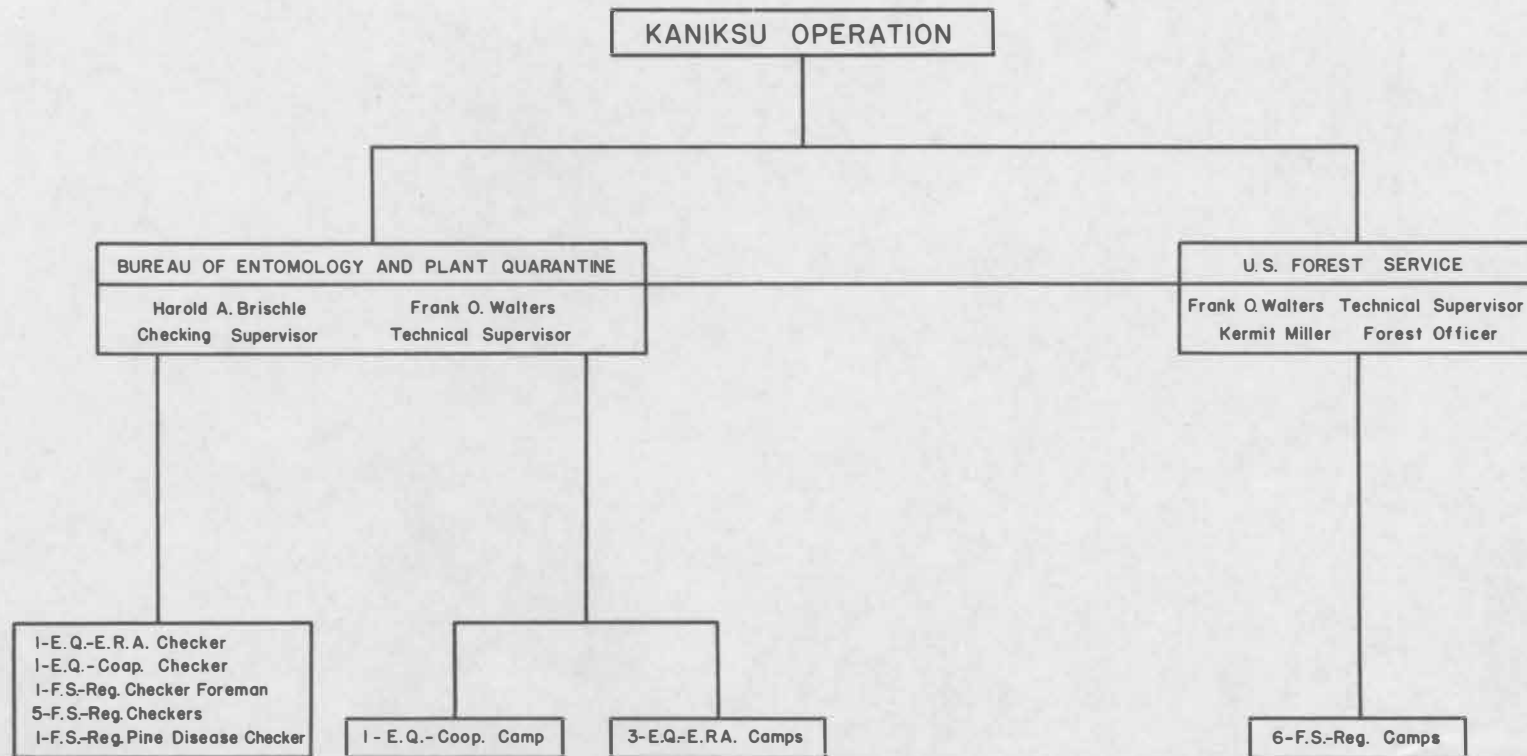 KANIKSU OPERATION
BUREAU OF ENTOMOLOGY AND PLANT QUARANTINE
Harold A. Brischle
Checking Supervisor
Frank O. Walters
Technical Supervisor
U.S. FOREST SERVICE
Frank O. Walters Technical Supervisor
Kermit Miller Forest Officer
1-E.Q.-E.R.A. Checker
1-E.Q.-Coap. Checker
1-F.S.-Reg. Checker Foreman
5-F.S.-Reg. Checkers
1-F.S.-Reg. Pine Disease Checker
1-E.Q.-Coop. Camp
3-E.Q.-E.R.A. Camps
6-F.S.-Reg. Camps